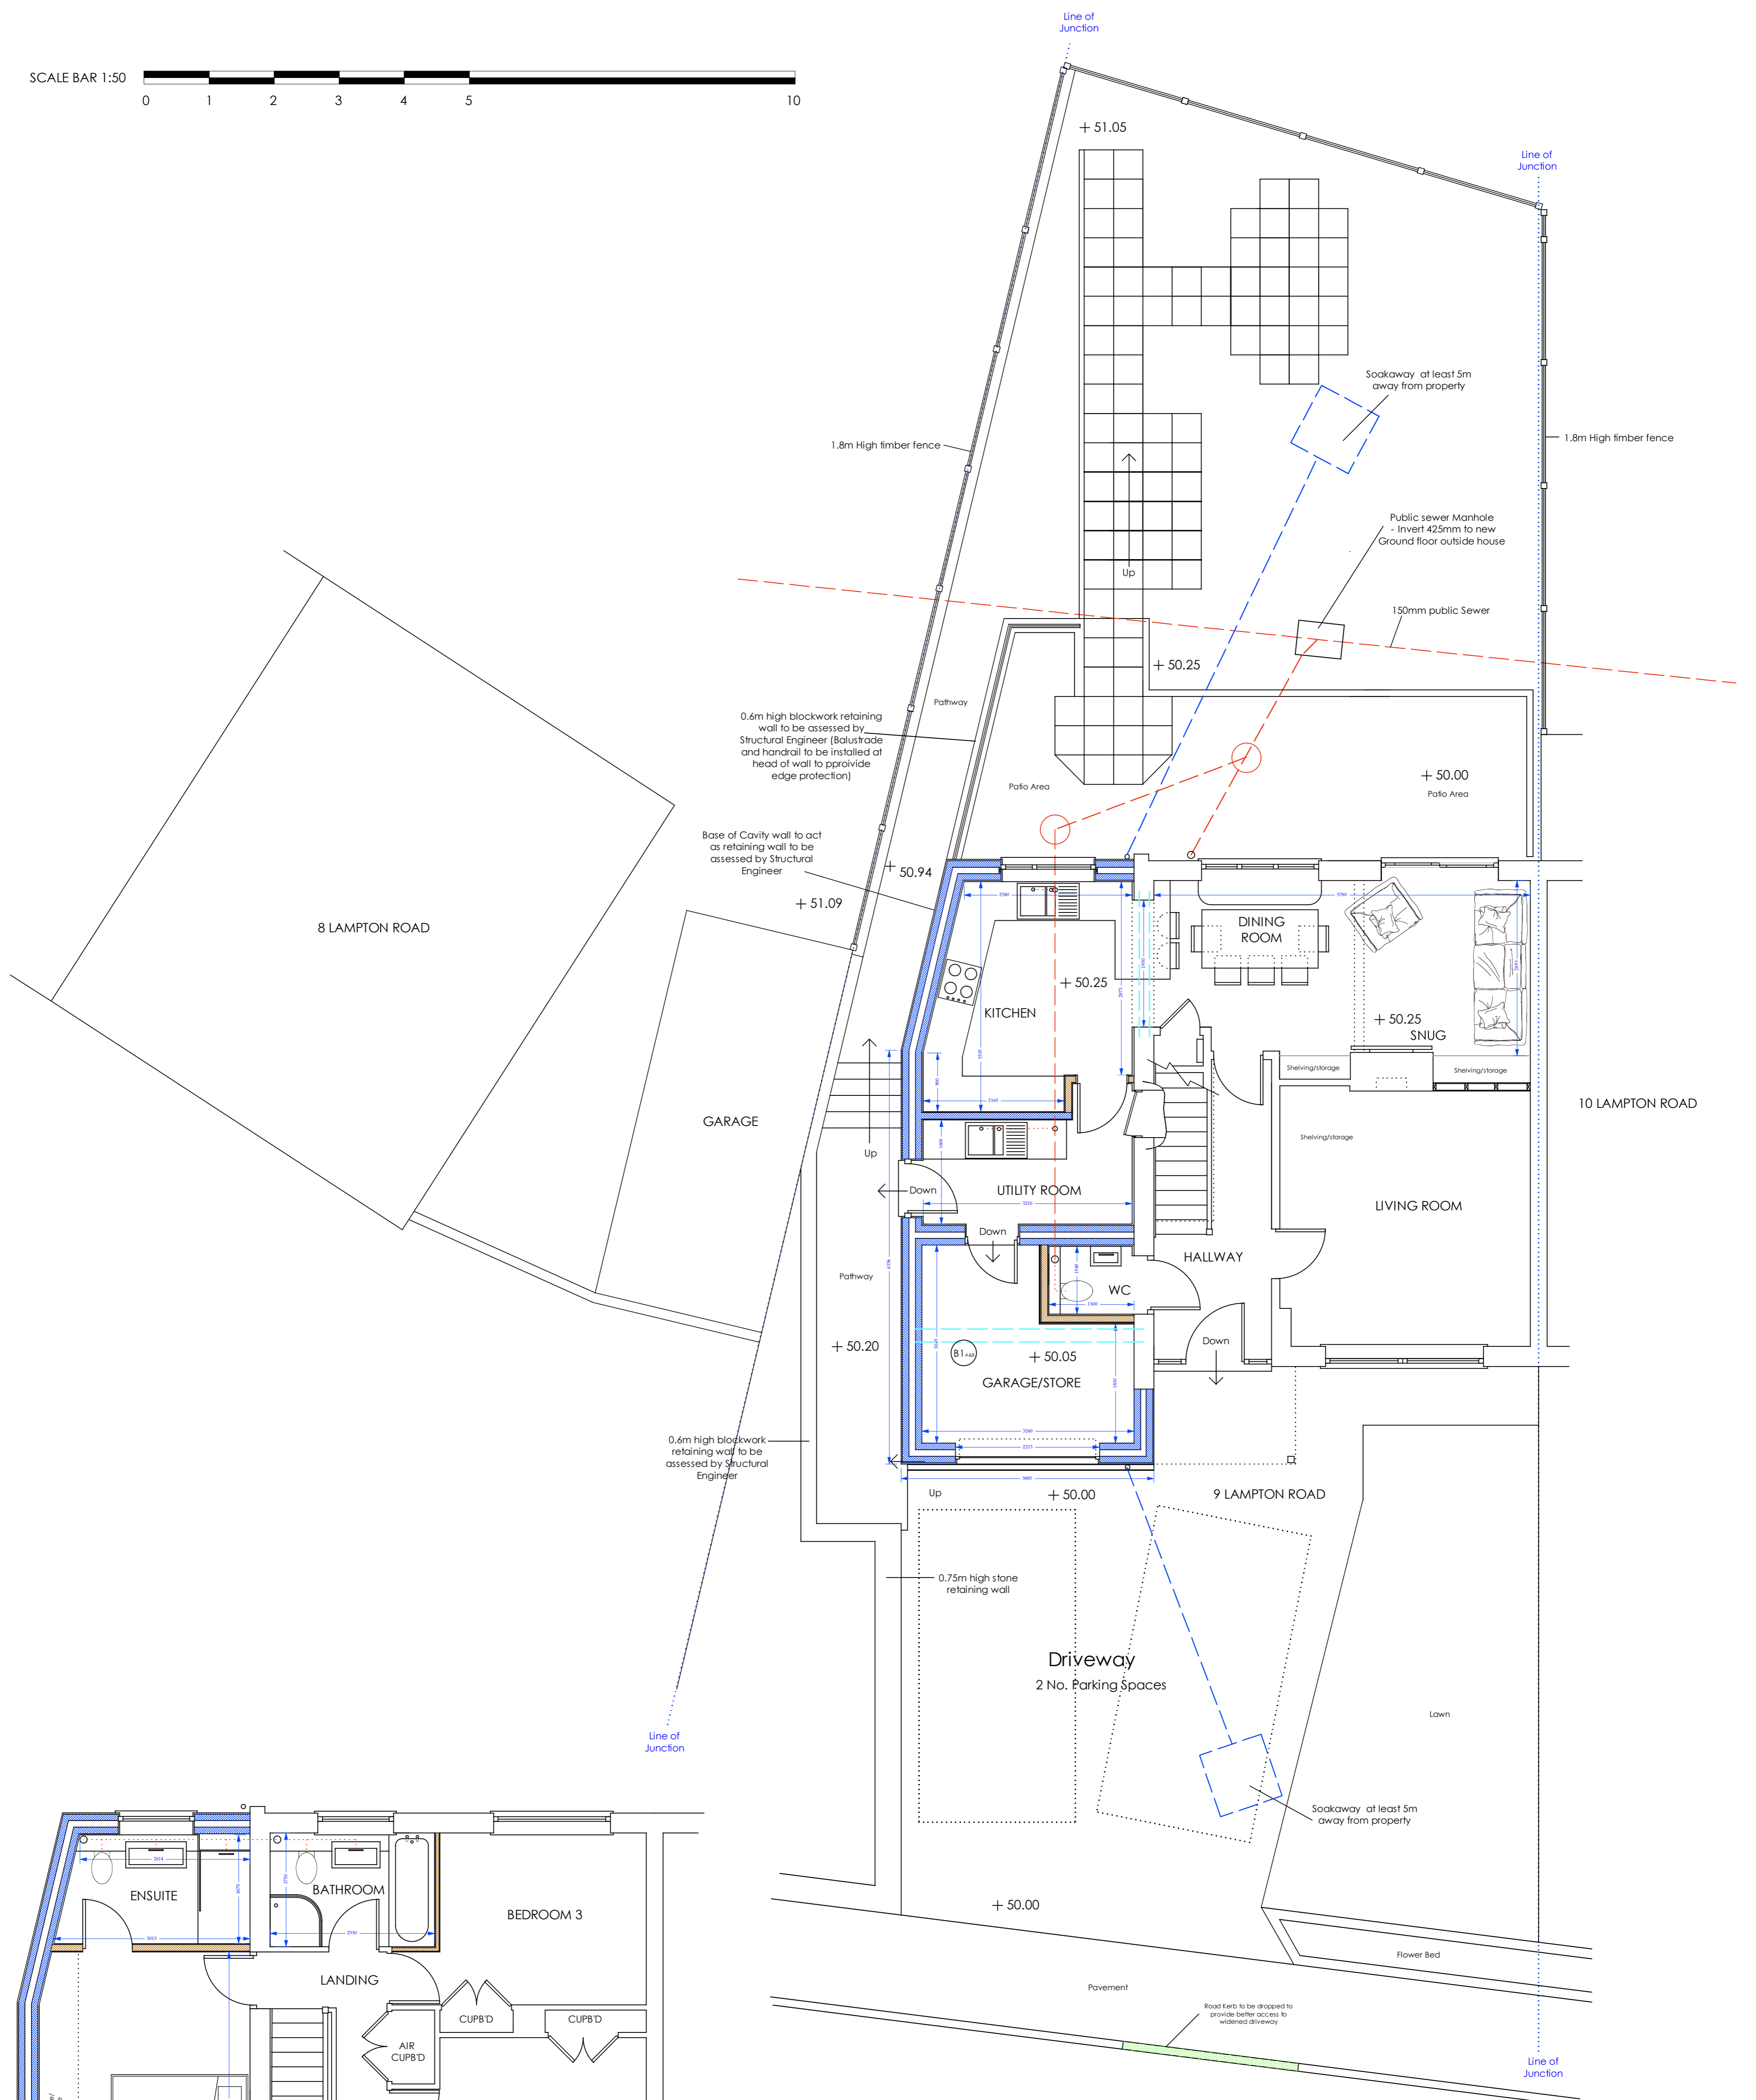 Line of
Junction
SCALE BAR 1:50
0 1 2 3 4 5 10
+ 51.05
Line of
Junction
Soakaway at least 5m
away from property
1.8m High timber fence
1.8m High timber fence
Public sewer Manhole
- Invert 425mm to new
Ground floor outside house
Up
150mm public Sewer
+ 50.25
Pathway
0.6m high blockwork retaining
wall to be assessed by
Structural Engineer (Balustrade
and handrail to be installed at
head of wall to pproivide
edge protection)
+ 50.00
Patio Area
Patio Area
Base of Cavity wall to act
as retaining wall to be
assessed by Structural
Engineer
+ 50.94
+ 51.09
8 LAMPTON ROAD
DINING
ROOM
+ 50.25
KITCHEN
+ 50.25
SNUG
Shelving/storage
Shelving/storage
10 LAMPTON ROAD
GARAGE
Shelving/storage
Up
Down
UTILITY ROOM
3210
LIVING ROOM
Down
HALLWAY
Pathway
WC
1300
+ 50.20
B1A&B
+ 50.05
Down
GARAGE/STORE
3260
2215
0.6m high blockwork
retaining wall to be
assessed by Structural
Engineer
Up
+ 50.00
9 LAMPTON ROAD
0.75m high stone
retaining wall
Driveway
2 No. Parking Spaces
Lawn
Line of
Junction
Soakaway at least 5m
away from property
ENSUITE
BATHROOM
BEDROOM 3
+ 50.00
LANDING
CUPB'D
CUPB'D
AIR
CUPB'D
Flower Bed
Pavement
Road Kerb to be dropped to
provide better access to
widened driveway
Line of
Junction